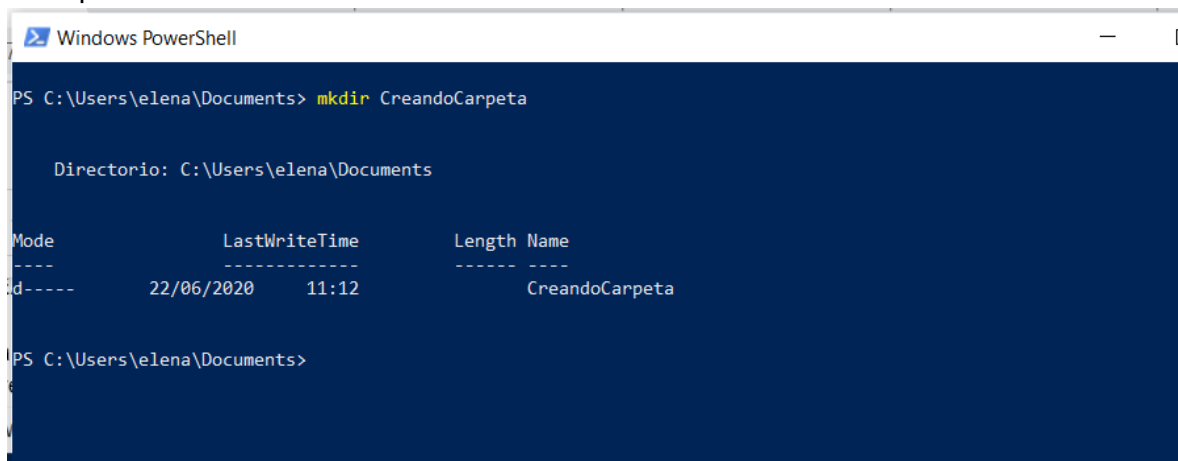 Windows PowerShell
PS C:\Users\elena\Documents> mkdir CreandoCarpeta
Directorio: C:\Users\elena\Documents
Mode LastWriteTime Length Name
---- ------------- ------ ----
d----- 22/06/2020 11:12 CreandoCarpeta
PS C:\Users\elena\Documents>